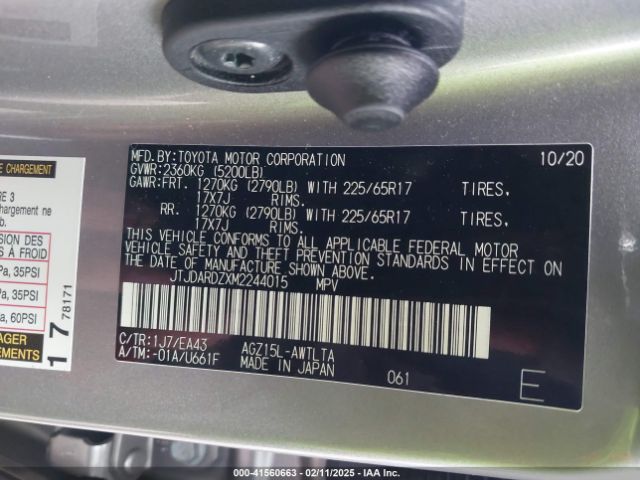 E CHARGEMENT
RE 3
chargement ne
b.
SION DES
À FROID
Pa, 35PSI
Pa, 35PSI
a, 60PSI
AGER
EMENTS
1 7 78171
MFD.BY:TOYOTA MOTOR CORPORATION 10/20
GVWR:2360KG (5200LB)
GAWR:FRT. 1270KG (2790LB) WITH 225/65R17 TIRES,
17X7J RIMS.
RR. 1270KG (2790LB) WITH 225/65R17 TIRES,
17X7J RIMS.
THIS VEHICLE CONFORMS TO ALL APPLICABLE FEDERAL MOTOR
VEHICLE SAFETY AND THEFT PREVENTION STANDARDS IN EFFECT ON
THE DATE OF MANUFACTURE SHOWN ABOVE.
JTJDARDZXM2244015 MPV
C/TR:1J7/EA43 AGZ15L-AWTLTA
A/TM:-01A/U661F MADE IN JAPAN 061 E
000-41560663 - 02/11/2025 - IAA Inc.